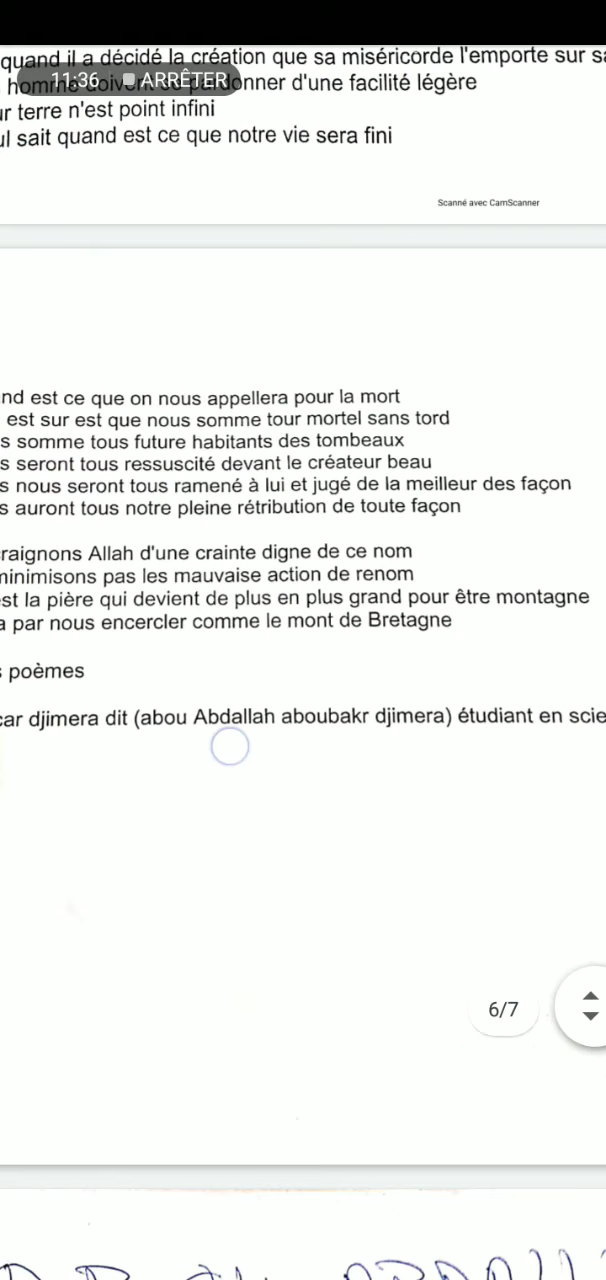 quand il a décidé la création que sa miséricorde l'emporte sur sa
11:36 ARRÊTER
homme doivent se pardonner d'une facilité légère
ur terre n'est point infini
ul sait quand est ce que notre vie sera fini
Scanné avec CamScanner
nd est ce que on nous appellera pour la mort
est sur est que nous somme tour mortel sans tord
s somme tous future habitants des tombeaux
s seront tous ressuscité devant le créateur beau
s nous seront tous ramené à lui et jugé de la meilleur des façon
s auront tous notre pleine rétribution de toute façon
raignons Allah d'une crainte digne de ce nom
minimisons pas les mauvaise action de renom
st la pière qui devient de plus en plus grand pour être montagne
a par nous encercler comme le mont de Bretagne
s poèmes
car djimera dit (abou Abdallah aboubakr djimera) étudiant en scie
6/7